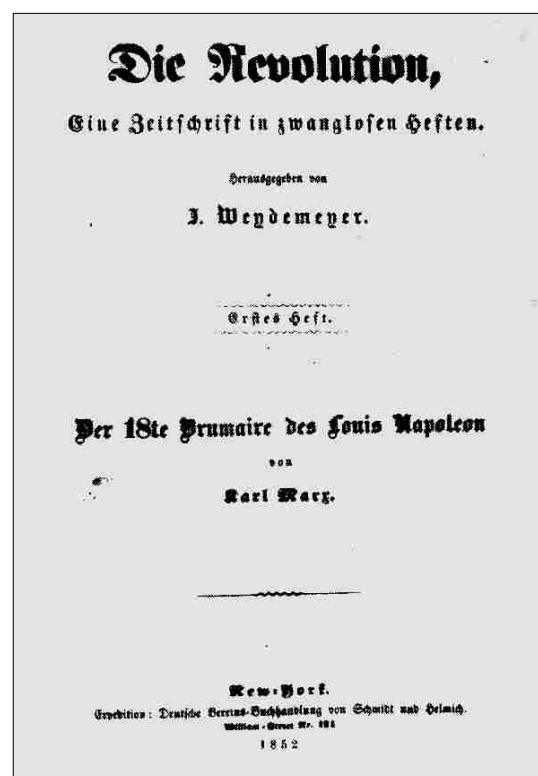 Die Revolution,
Eine Zeitschrift in zwanglosen Heften.
Herausgegeben von
J. Weydemeyer.
Erstes Heft.
Der 18te Brumaire des Louis Napoleon
von
Karl Marx.
New-York.
Expedition: Deutsche Vereins-Buchhandlung von Schmidt und Helmich.
William-Street Nr. 191
1852